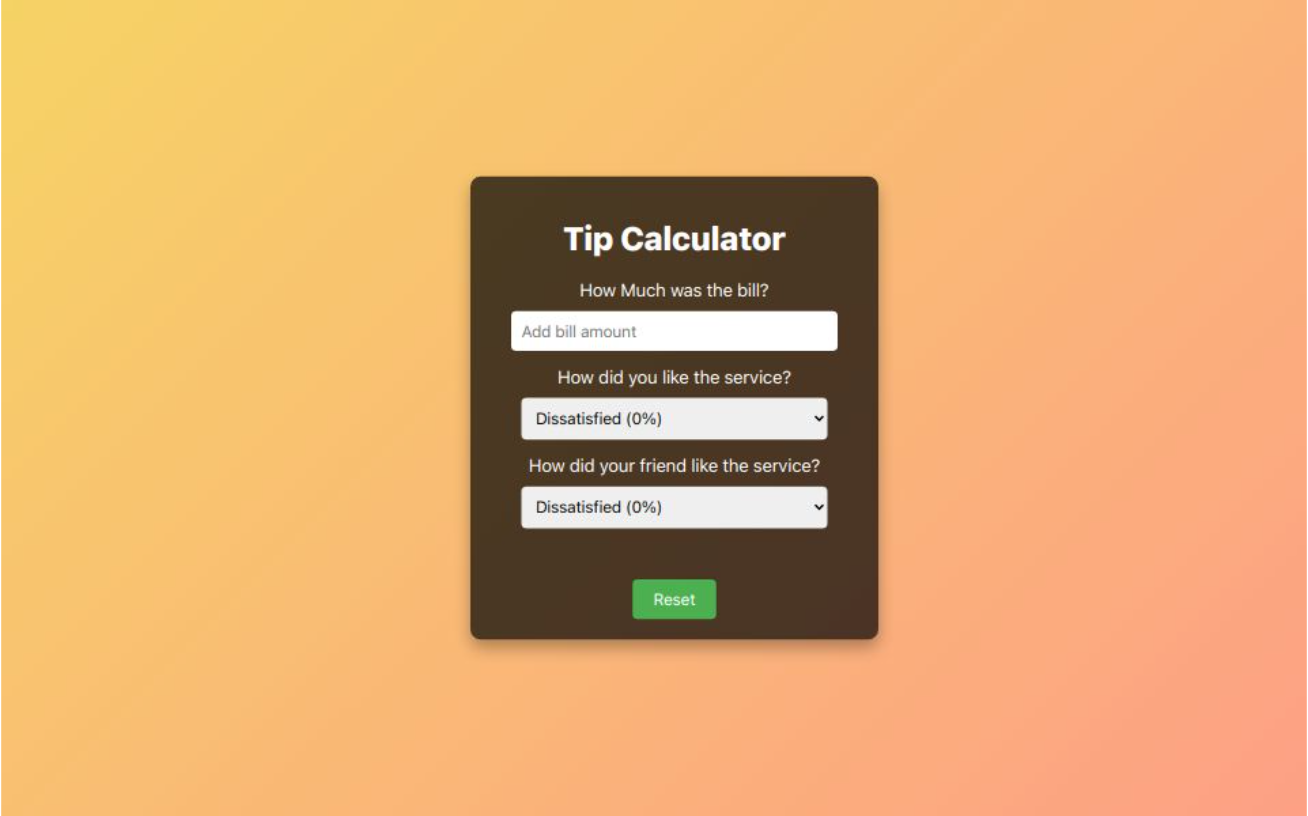 Tip Calculator
How Much was the bill?
Add bill amount
How did you like the service?
Dissatisfied (0%)
How did your friend like the service?
Dissatisfied (0%)
Reset